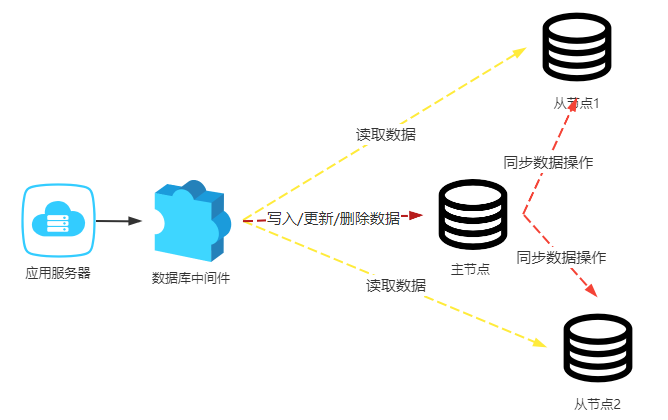 从节点1
读取数据
同步数据操作
写入/更新/删除数据
应用服务器
数据库中间件
主节点
同步数据操作
读取数据
从节点2